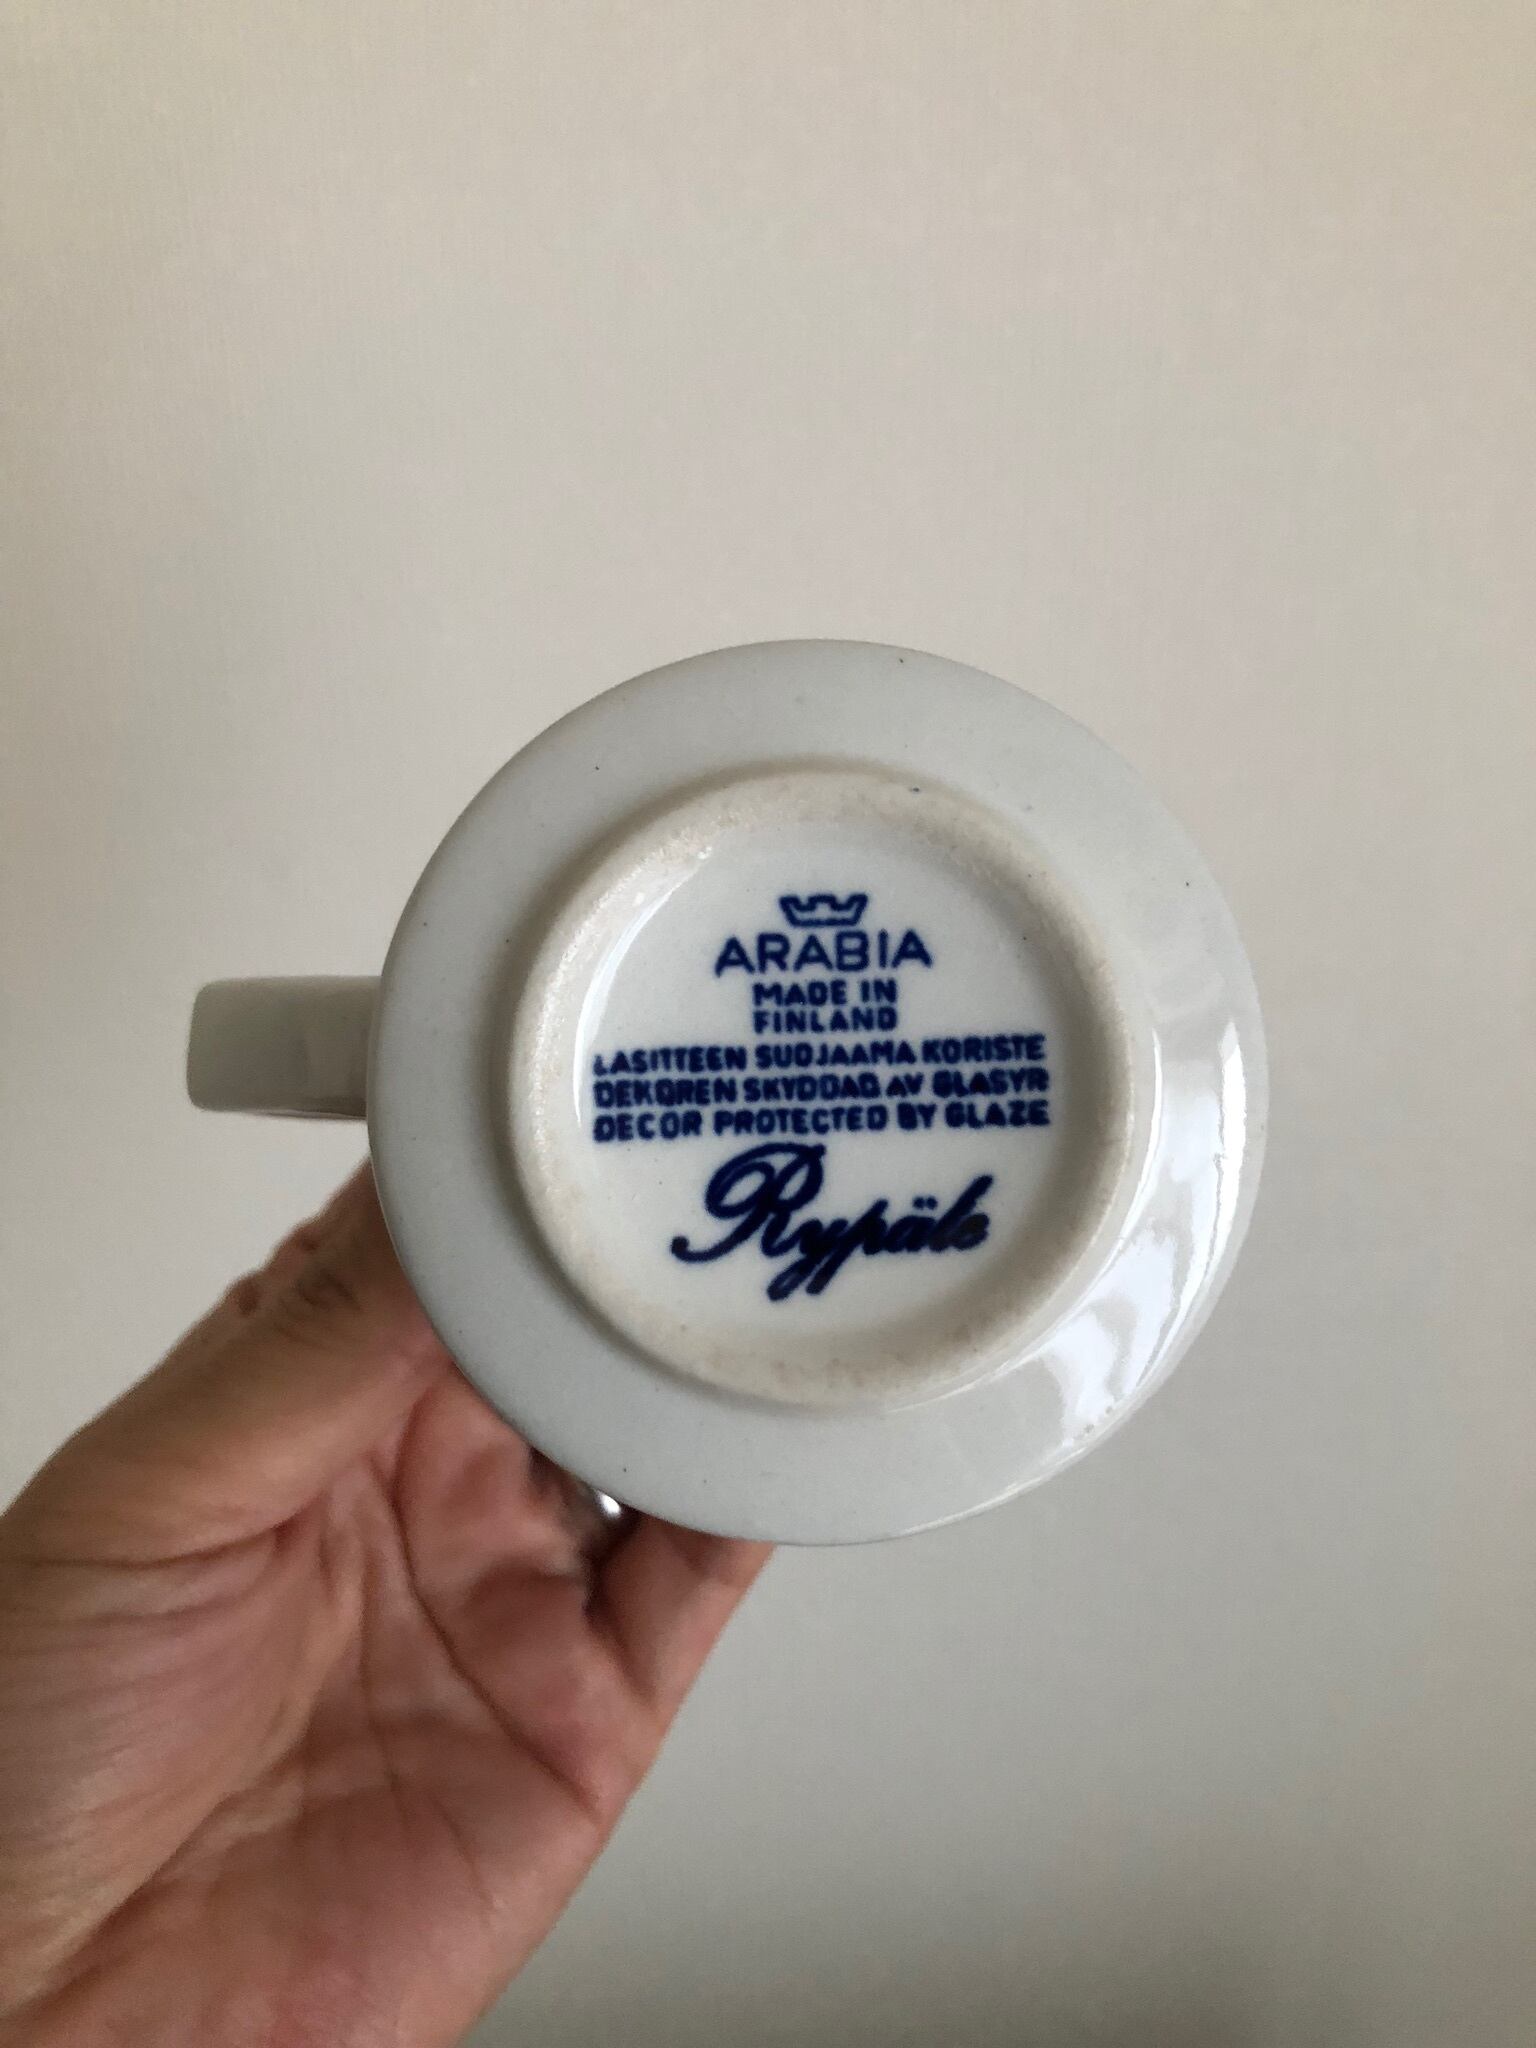 ARABIA
MADE IN
FINLAND
LASITTEEN SUOJAAMA KORISTE
DEKOREN SKYDDAD AV GLASYR
DECOR PROTECTED BY GLAZE
Rypäle